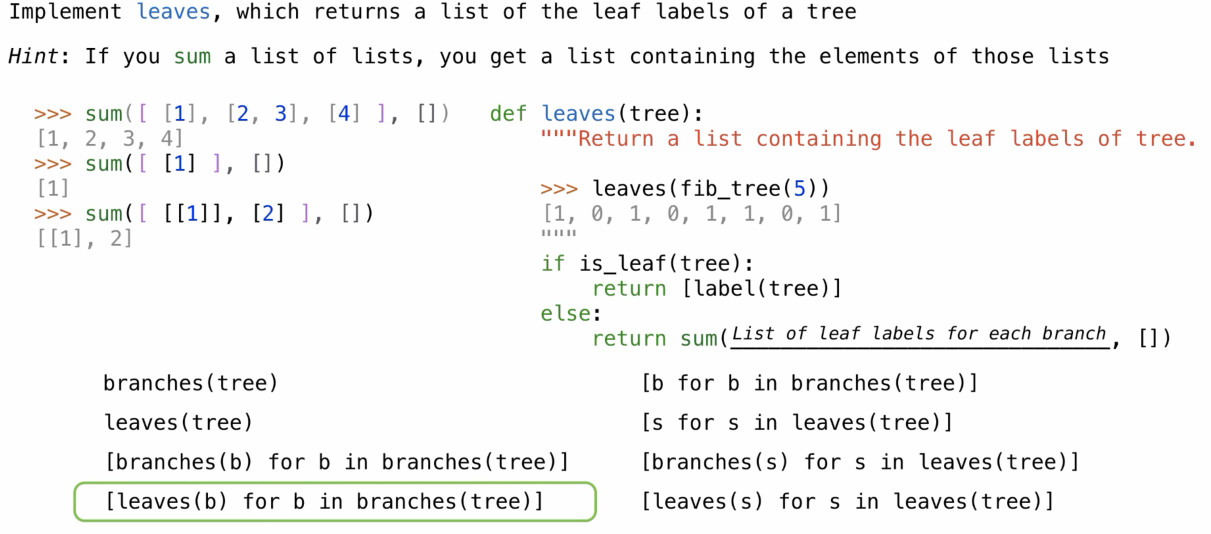 Implement leaves, which returns a list of the leaf labels of a tree
Hint: If you sum a list of lists, you get a list containing the elements of those lists
>>> sum([ [1], [2, 3], [4] ], [])
[1, 2, 3, 4]
>>> sum([ [1] ], [])
[1]
>>> sum([ [[1]], [2] ], [])
[[1], 2]
def leaves(tree):
"""Return a list containing the leaf labels of tree.
>>> leaves(fib_tree(5))
[1, 0, 1, 0, 1, 1, 0, 1]
"""
if is_leaf(tree):
return [label(tree)]
else:
return sum(List of leaf labels for each branch, [])
branches(tree)
leaves(tree)
[branches(b) for b in branches(tree)]
[leaves(b) for b in branches(tree)]
[b for b in branches(tree)]
[s for s in leaves(tree)]
[branches(s) for s in leaves(tree)]
[leaves(s) for s in leaves(tree)]